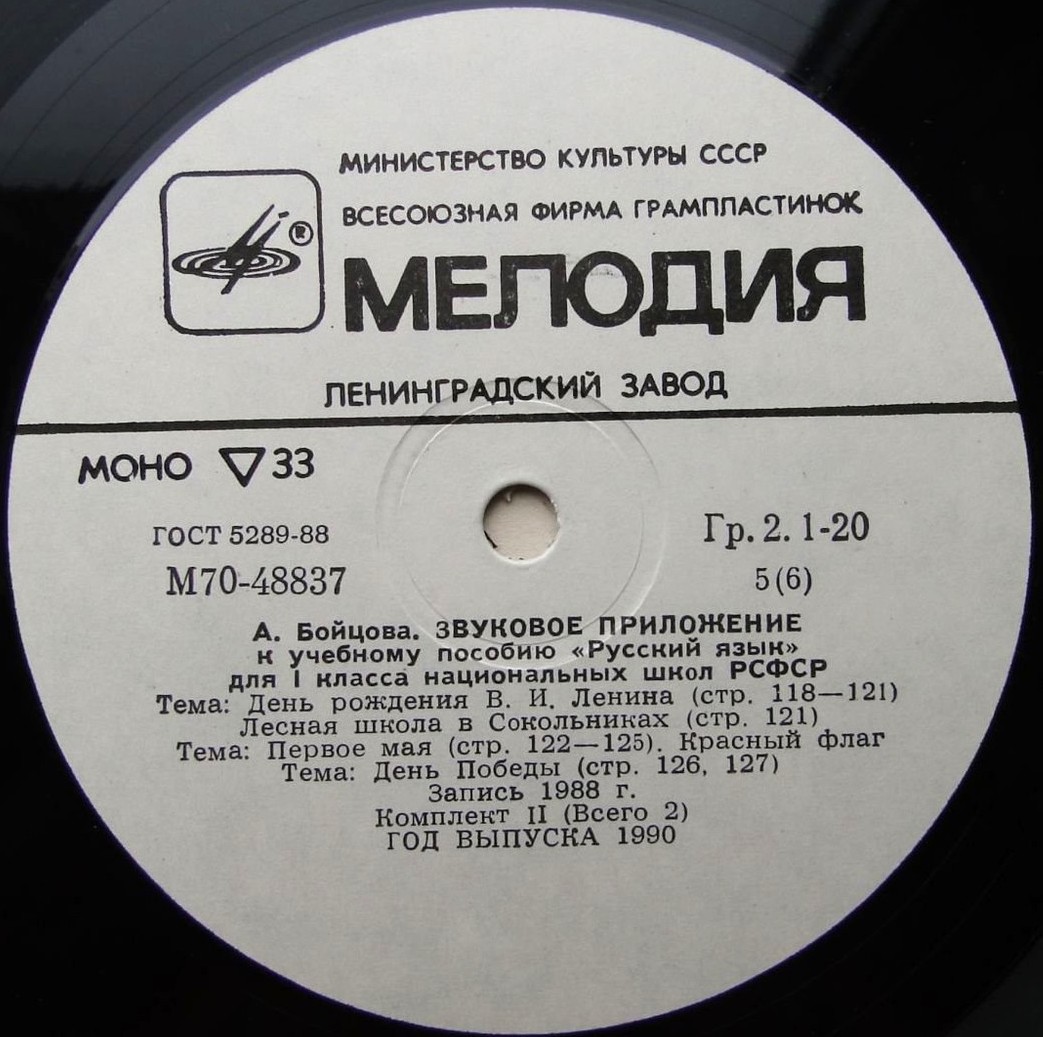 МИНИСТЕРСТВО КУЛЬТУРЫ СССР
ВСЕСОЮЗНАЯ ФИРМА ГРАМПЛАСТИНОК
®
МЕЛОДИЯ
ЛЕНИНГРАДСКИЙ ЗАВОД
МОНО ▽ 33
ГОСТ 5289-88
Гр. 2. 1-20
М70-48837
5 (6)
А. Бойцова. ЗВУКОВОЕ ПРИЛОЖЕНИЕ
к учебному пособию «Русский язык»
для I класса национальных школ РСФСР
Тема: День рождения В. И. Ленина (стр. 118—121)
Лесная школа в Сокольниках (стр. 121)
Тема: Первое мая (стр. 122—125). Красный флаг
Тема: День Победы (стр. 126, 127)
Запись 1988 г.
Комплект II (Всего 2)
ГОД ВЫПУСКА 1990